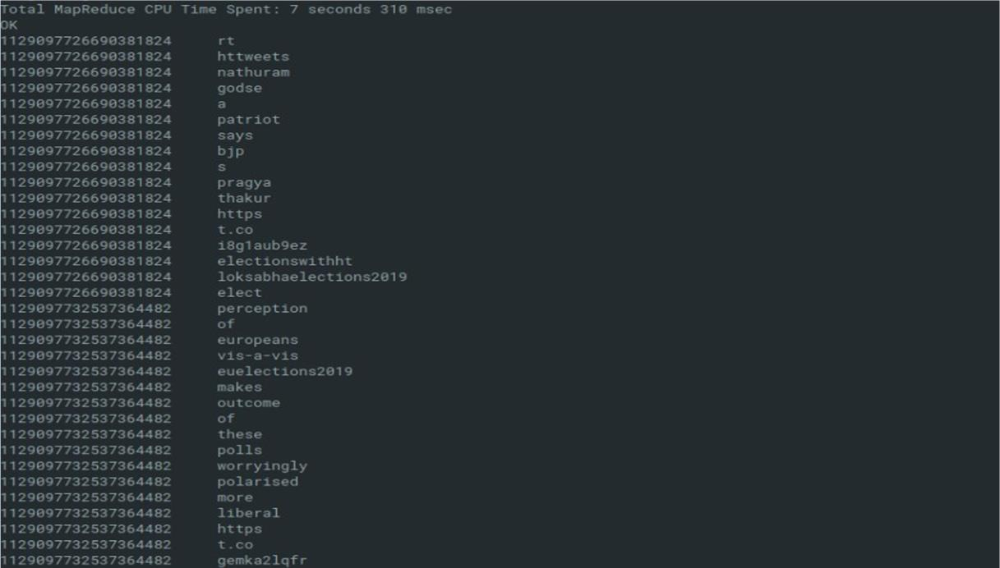 Total MapReduce CPU Time Spent: 7 seconds 310 msec
OK
1129097726690381824 rt
1129097726690381824 httweets
1129097726690381824 nathuram
1129097726690381824 godse
1129097726690381824 a
1129097726690381824 patriot
1129097726690381824 says
1129097726690381824 bjp
1129097726690381824 s
1129097726690381824 pragya
1129097726690381824 thakur
1129097726690381824 https
1129097726690381824 t.co
1129097726690381824 i8g1aub9ez
1129097726690381824 electionswithht
1129097726690381824 loksabhaelections2019
1129097726690381824 elect
1129097732537364482 perception
1129097732537364482 of
1129097732537364482 europeans
1129097732537364482 vis-a-vis
1129097732537364482 euelections2019
1129097732537364482 makes
1129097732537364482 outcome
1129097732537364482 of
1129097732537364482 these
1129097732537364482 polls
1129097732537364482 worryingly
1129097732537364482 polarised
1129097732537364482 more
1129097732537364482 liberal
1129097732537364482 https
1129097732537364482 t.co
1129097732537364482 gemka2lqfr